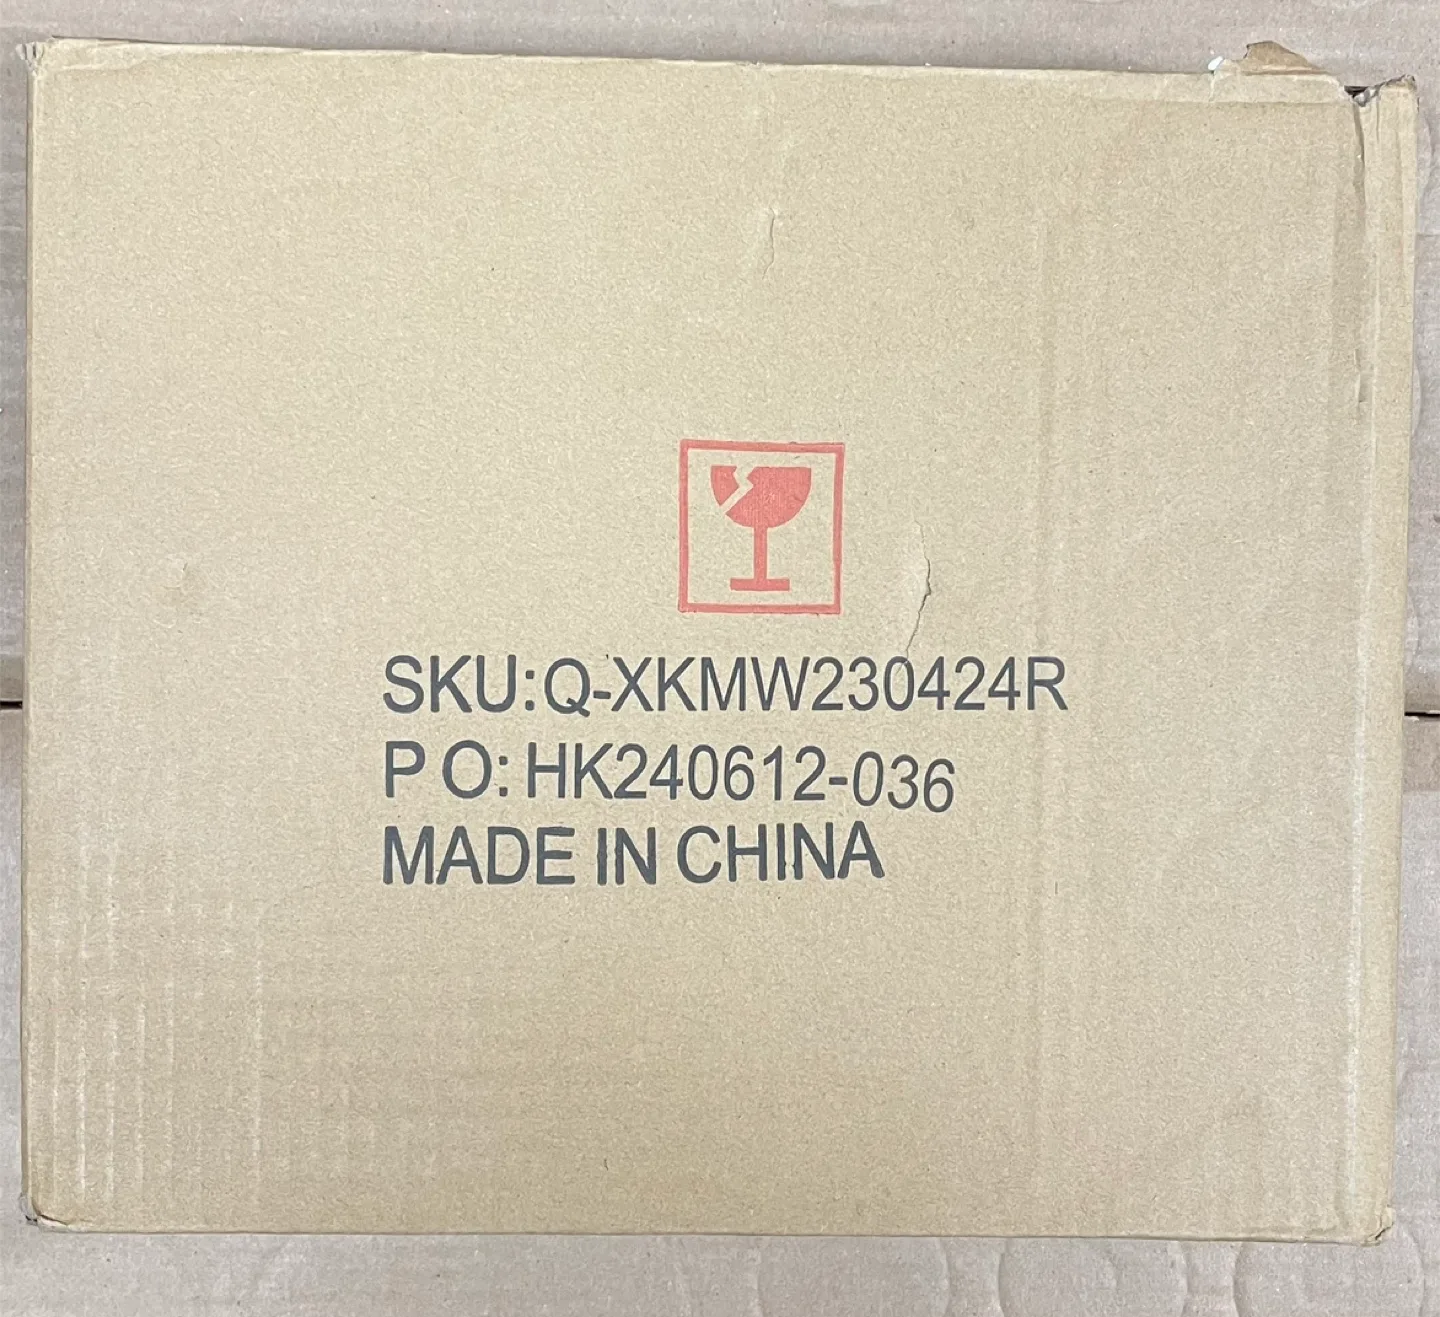 SKU:Q-XKMW230424R
P O: HK240612-036
MADE IN CHINA